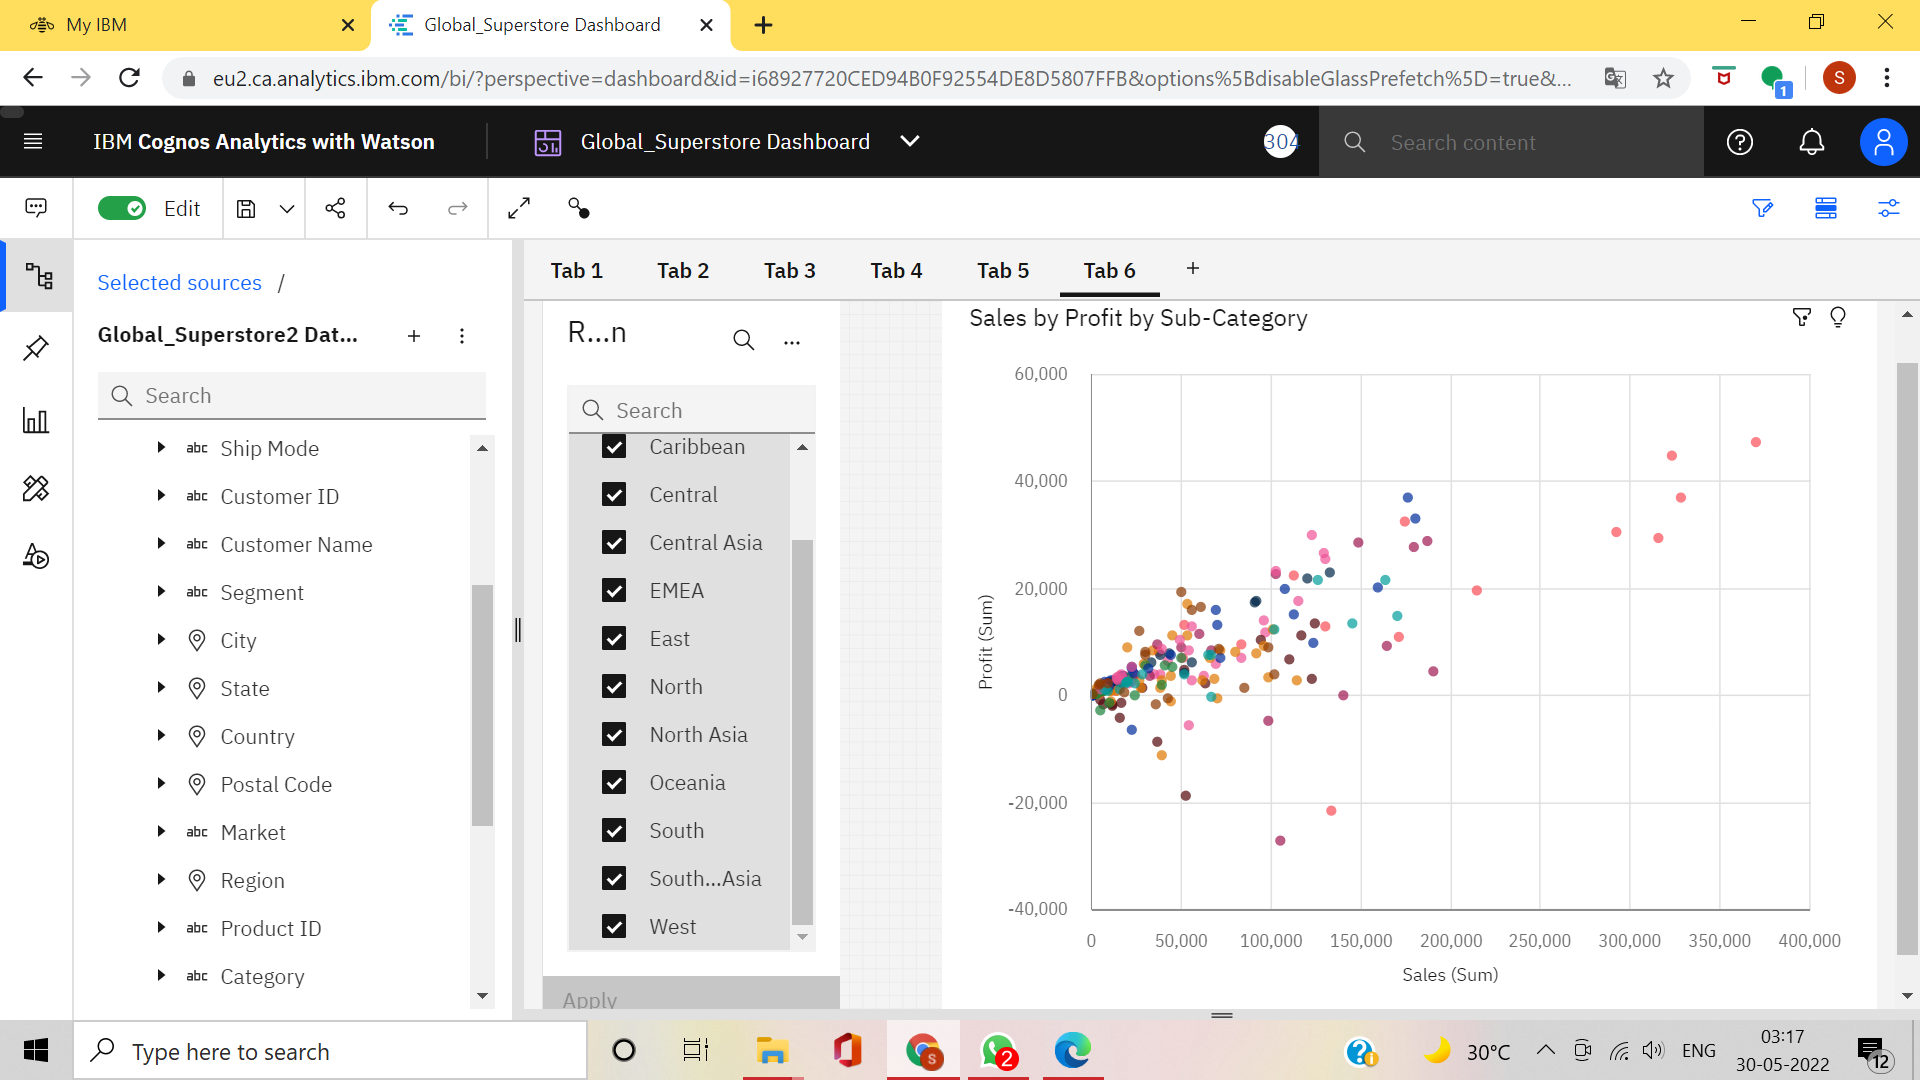 My IBM
Global_Superstore Dashboard
eu2.ca.analytics.ibm.com/bi/?perspective=dashboard&id=i68927720CED94B0F92554DE8D5807FFB&options%5BdisableGlassPrefetch%5D=true&...
S
1
IBM Cognos Analytics with Watson
Global_Superstore Dashboard
304
Search content
Edit
Selected sources /
Global_Superstore2 Dat...
Search
abc Ship Mode
abc Customer ID
abc Customer Name
abc Segment
City
State
Country
Postal Code
abc Market
Region
abc Product ID
abc Category
Tab 1
Tab 2
Tab 3
Tab 4
Tab 5
Tab 6
R...n
Search
Caribbean
Central
Central Asia
EMEA
East
North
North Asia
Oceania
South
South...Asia
West
Apply
Sales by Profit by Sub-Category
60,000
40,000
20,000
0
-20,000
-40,000
Profit (Sum)
0 50,000 100,000 150,000 200,000 250,000 300,000 350,000 400,000
Sales (Sum)
Type here to search
S
2
30°C
ENG
03:17
30-05-2022
12